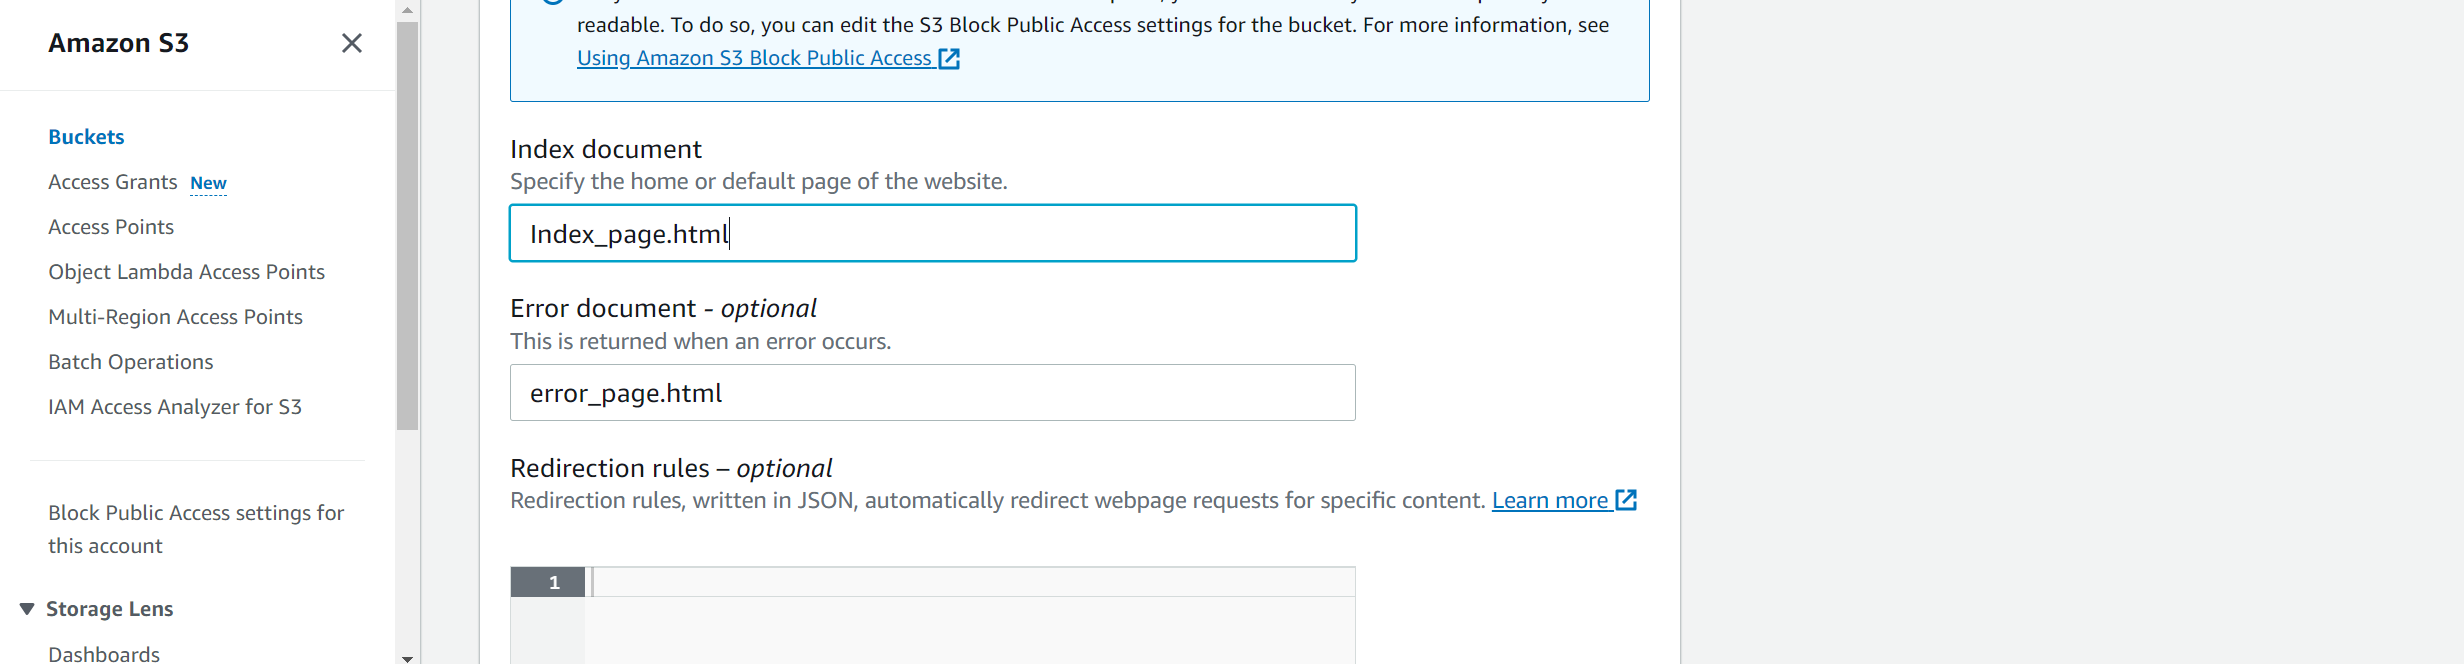 Amazon S3
Buckets
Access Grants New
Access Points
Object Lambda Access Points
Multi-Region Access Points
Batch Operations
IAM Access Analyzer for S3
Block Public Access settings for
this account
Storage Lens
Dashboards
readable. To do so, you can edit the S3 Block Public Access settings for the bucket. For more information, see
Using Amazon S3 Block Public Access
Index document
Specify the home or default page of the website.
Index_page.html
Error document - optional
This is returned when an error occurs.
error_page.html
Redirection rules – optional
Redirection rules, written in JSON, automatically redirect webpage requests for specific content. Learn more
1